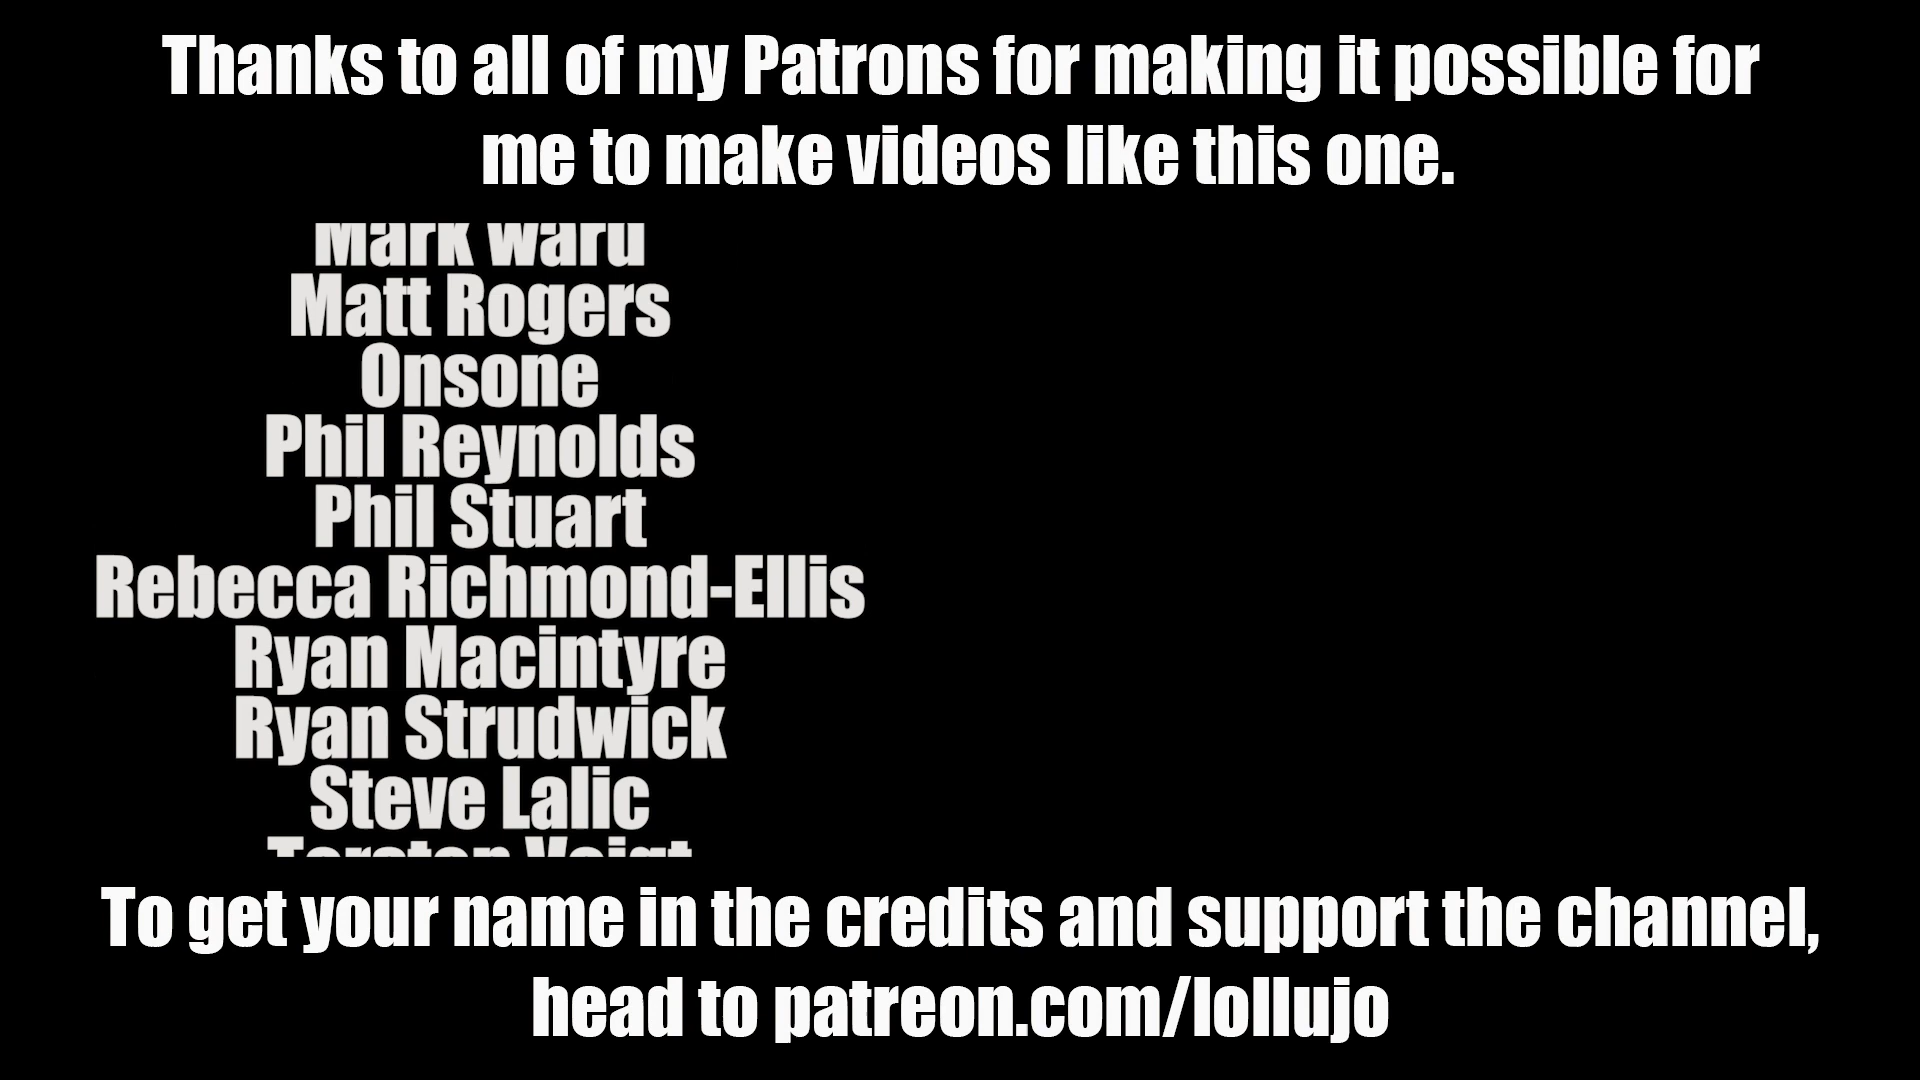 Thanks to all of my Patrons for making it possible for
me to make videos like this one.
Mark
Matt Rogers
Onsone
Phil Reynolds
Phil Stuart
Rebecca Richmond-Ellis
Ryan Macintyre
Ryan Strudwick
Steve Lalic
To get your name in the credits and support the channel,
head to patreon.com/lollujo